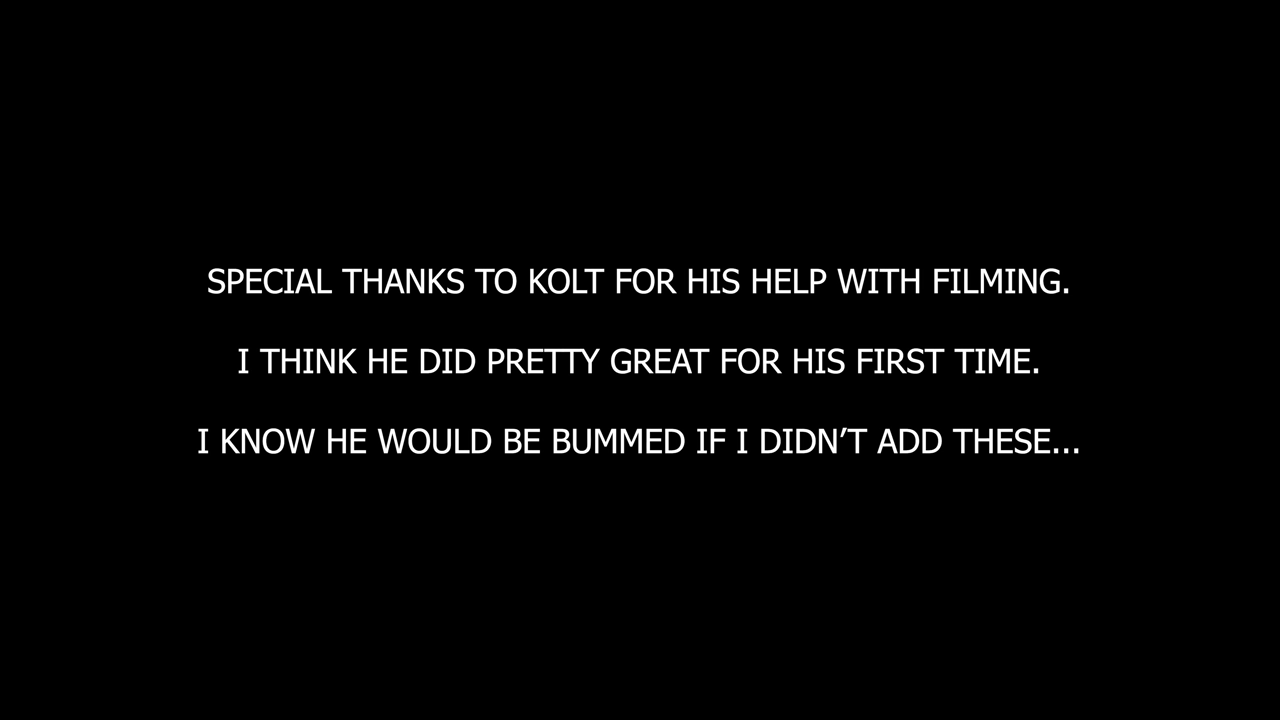 SPECIAL THANKS TO KOLT FOR HIS HELP WITH FILMING.
I THINK HE DID PRETTY GREAT FOR HIS FIRST TIME.
I KNOW HE WOULD BE BUMMED IF I DIDN’T ADD THESE...